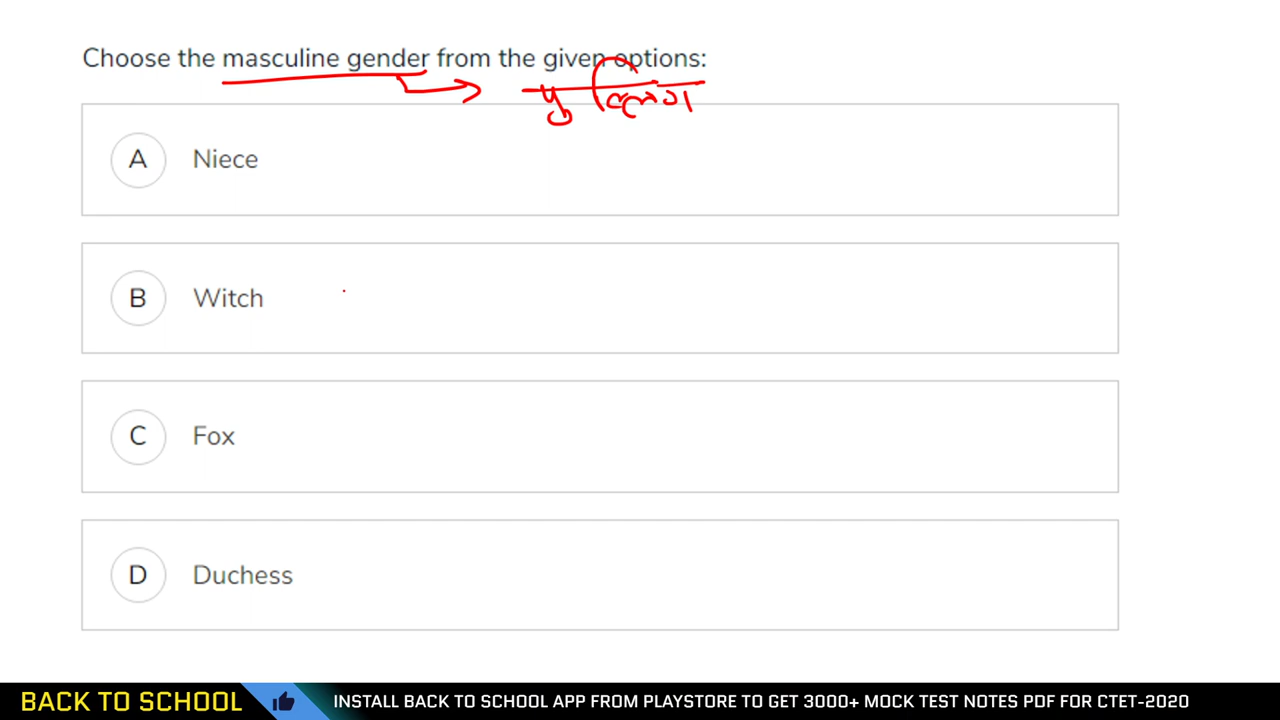 Choose the masculine gender from the given options:
A Niece
B Witch
C Fox
D Duchess
BACK TO SCHOOL INSTALL BACK TO SCHOOL APP FROM PLAYSTORE TO GET 3000+ MOCK TEST NOTES PDF FOR CTET-2020